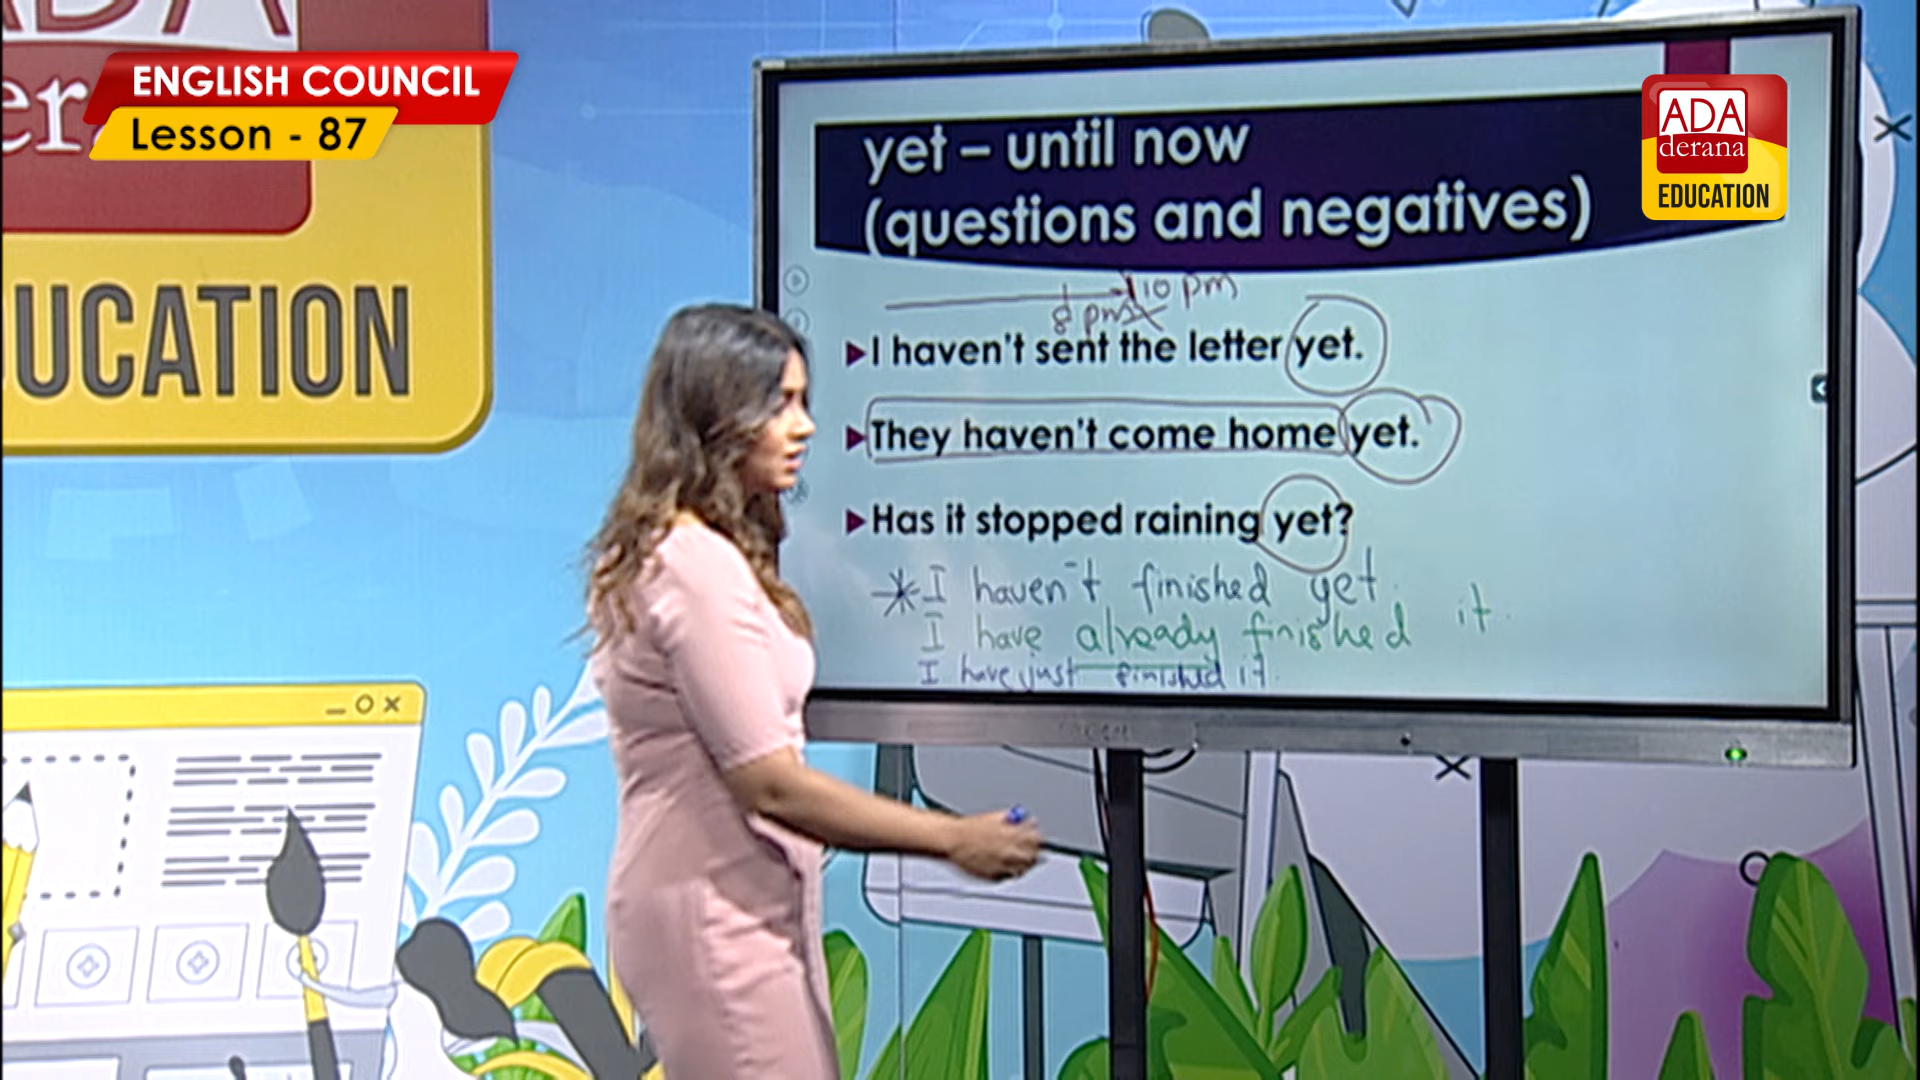 ENGLISH COUNCIL
Lesson - 87
UCATION
ADA
derana
EDUCATION
yet – until now
(questions and negatives)
10 pm
8 pm
I haven't sent the letter yet.
They haven't come home yet.
Has it stopped raining yet?
I haven't finished yet.
I have already finished it.
I have just finished it.